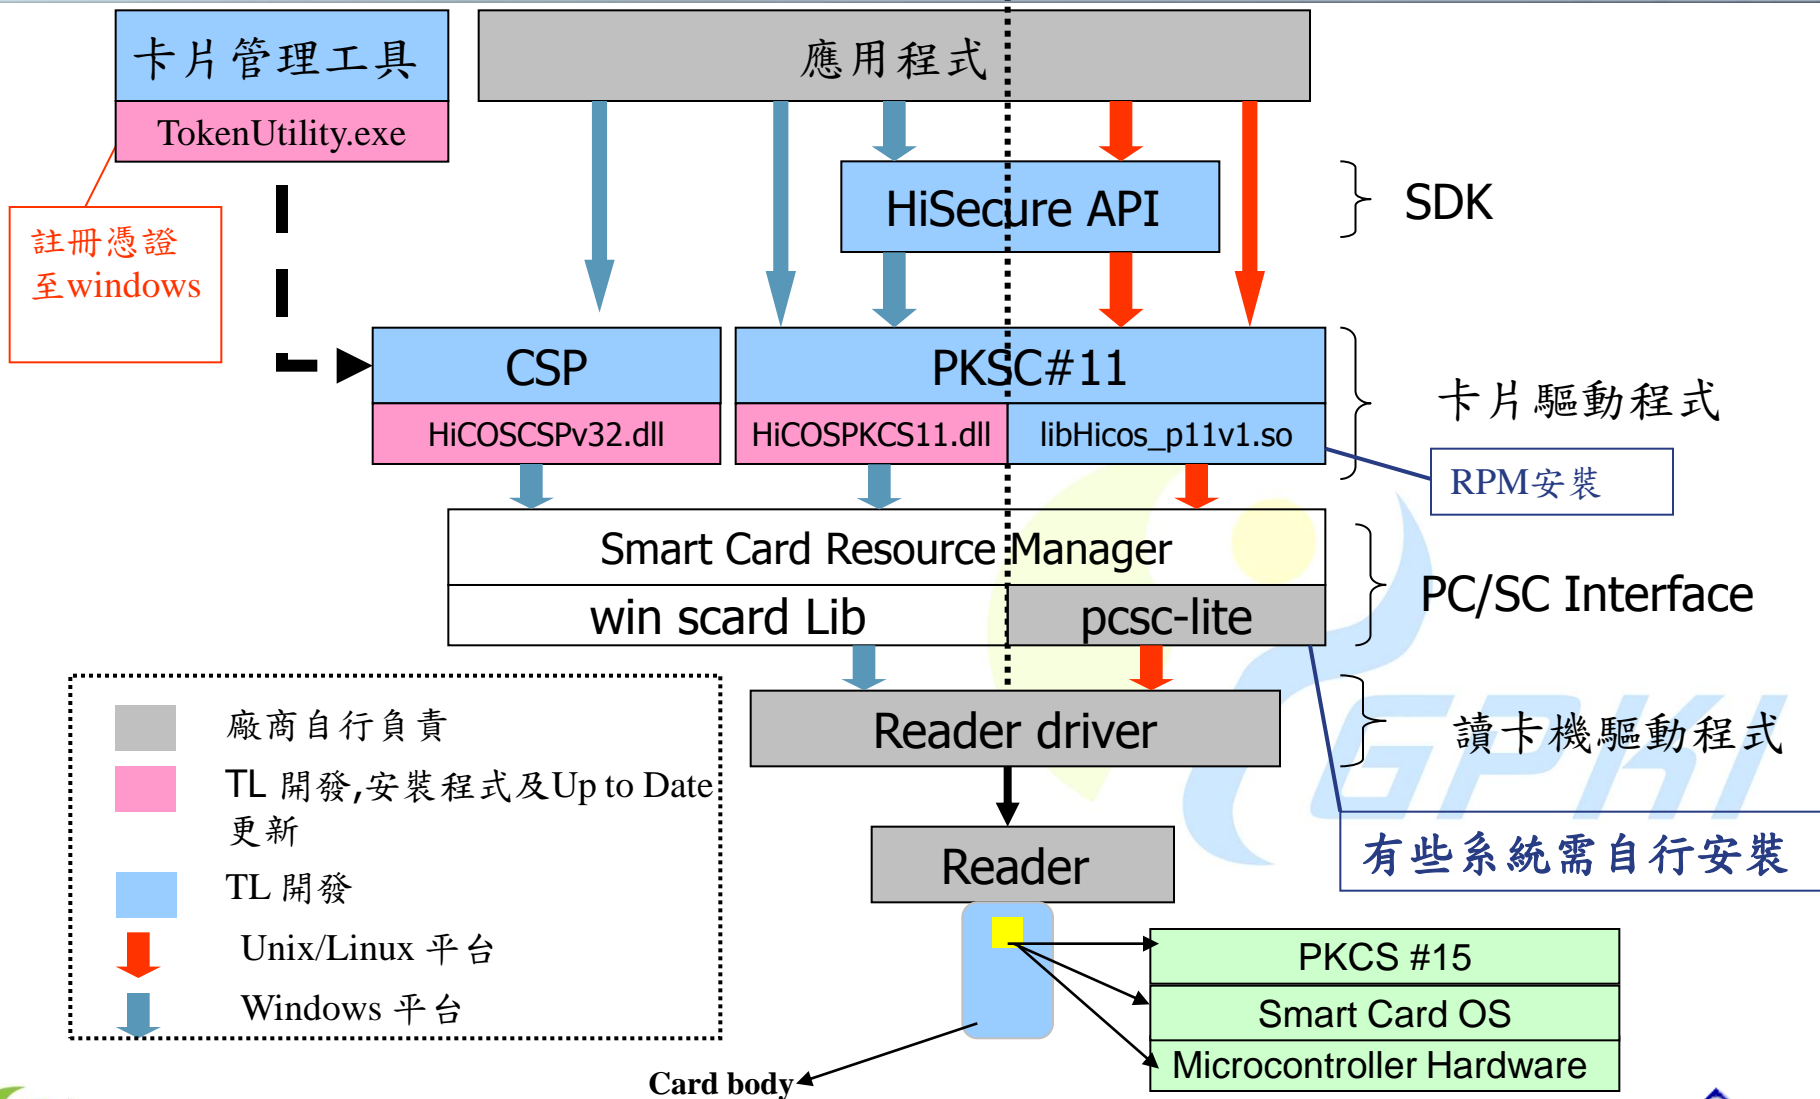 卡片管理工具
TokenUtility.exe
應用程式
註冊憑證
至windows
HiSecure API
SDK
CSP
HiCOSCSPv32.dll
PKSC#11
HiCOSPKCS11.dll
libHicos_p11v1.so
卡片驅動程式
RPM安裝
Smart Card Resource Manager
win scard Lib
pcsc-lite
PC/SC Interface
Reader driver
讀卡機驅動程式
GPKI
有些系統需自行安裝
Reader
廠商自行負責
TL 開發,安裝程式及Up to Date
更新
TL 開發
Unix/Linux 平台
Windows 平台
PKCS #15
Smart Card OS
Microcontroller Hardware
Card body